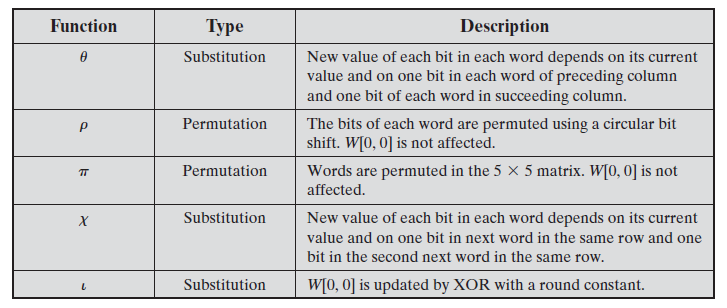 Function Type Description
θ Substitution New value of each bit in each word depends on its current
value and on one bit in each word of preceding column
and one bit of each word in succeeding column.
ρ Permutation The bits of each word are permuted using a circular bit
shift. W[0, 0] is not affected.
π Permutation Words are permuted in the 5 × 5 matrix. W[0, 0] is not
affected.
χ Substitution New value of each bit in each word depends on its current
value and on one bit in next word in the same row and one
bit in the second next word in the same row.
ι Substitution W[0, 0] is updated by XOR with a round constant.